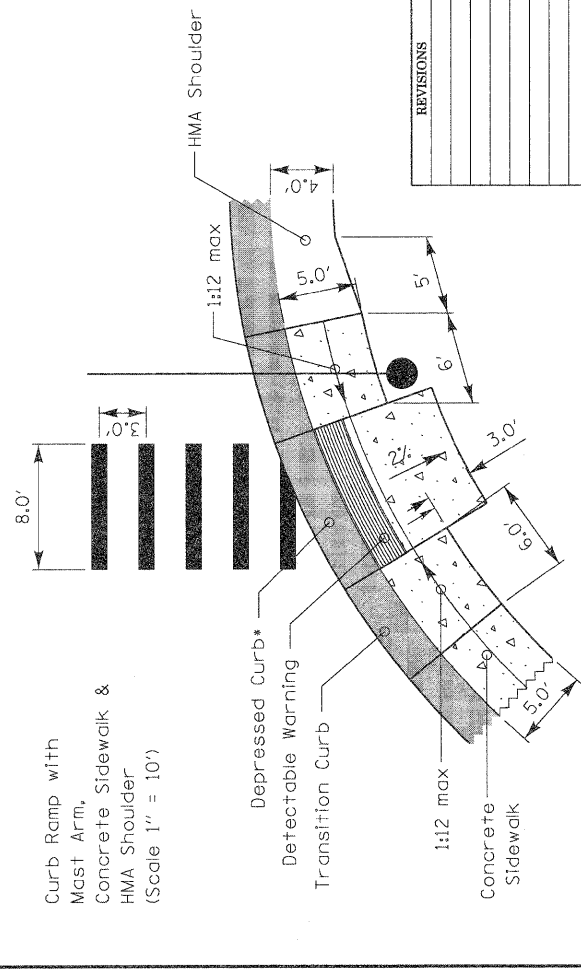 Curb Ramp with
Mast Arm,
Concrete Sidewalk &
HMA Shoulder
(Scale 1'' = 10')
8.0'
3.0'
1:12 max
HMA Shoulder
4.0'
5.0'
5'
6'
2%
3.0'
6.0'
5.0'
Depressed Curb*
Detectable Warning
Transition Curb
1:12 max
Concrete
Sidewalk
REVISIONS